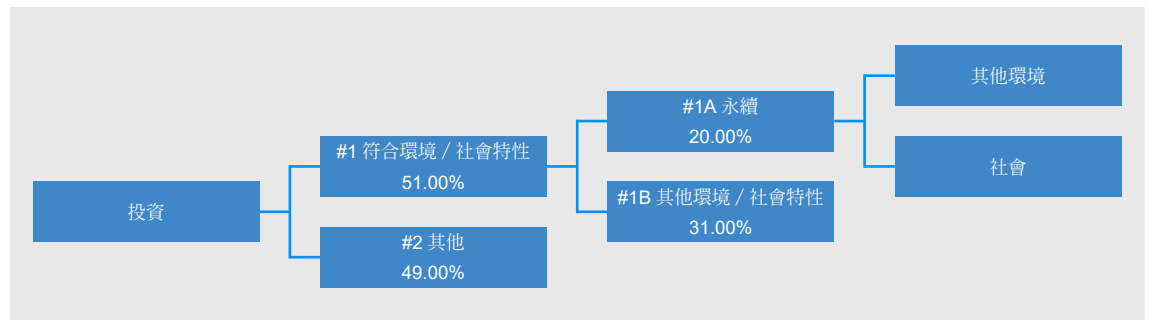 投資
#1 符合環境 / 社會特性
51.00%
#2 其他
49.00%
#1A 永續
20.00%
#1B 其他環境 / 社會特性
31.00%
其他環境
社會